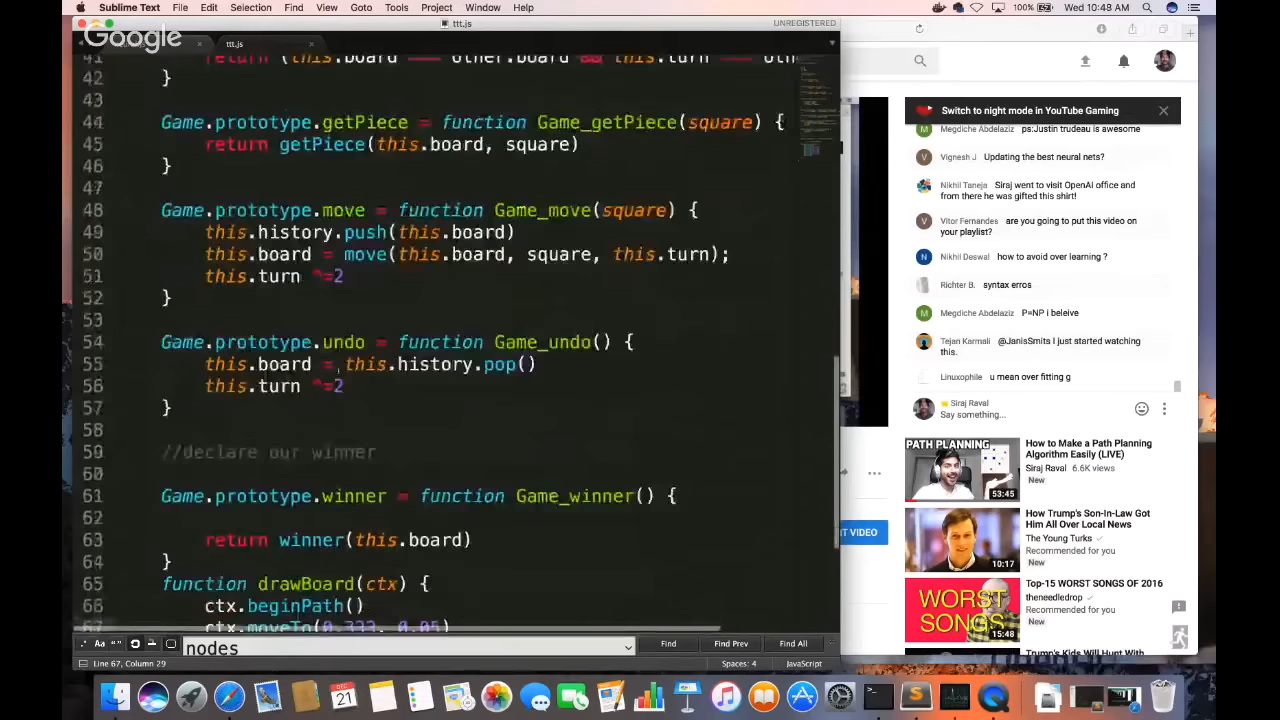 Sublime Text File Edit Selection Find View Goto Tools Project Window Help
100% Wed 10:48 AM
ttt.js
UNREGISTERED
Google
ttt.js
41 return (this.board === other.board && this.turn === oth
42 }
43
44 Game.prototype.getPiece = function Game_getPiece(square) {
45 return getPiece(this.board, square)
46 }
47
48 Game.prototype.move = function Game_move(square) {
49 this.history.push(this.board)
50 this.board = move(this.board, square, this.turn);
51 this.turn ^=2
52 }
53
54 Game.prototype.undo = function Game_undo() {
55 this.board = this.history.pop()
56 this.turn ^=2
57 }
58
59 //declare our winner
60
61 Game.prototype.winner = function Game_winner() {
62
63 return winner(this.board)
64 }
65 function drawBoard(ctx) {
66 ctx.beginPath()
67 ctx.moveTo(0.333, 0.05)
nodes
Find Find Prev Find All
Line 67, Column 29
Spaces: 4 JavaScript
Switch to night mode in YouTube Gaming
Megdiche Abdelaziz ps:Justin trudeau is awesome
Vignesh J Updating the best neural nets?
Nikhil Taneja Siraj went to visit OpenAI office and
from there he was gifted this shirt!
Vitor Fernandes are you going to put this video on
your playlist?
Nikhil Deswal how to avoid over learning ?
Richter B. syntax erros
Megdiche Abdelaziz P=NP i beleive
Tejan Karmali @JanisSmits I just started watching
this.
Linuxophile u mean over fitting g
Siraj Raval
Say something...
PATH PLANNING
53:45
How to Make a Path Planning
Algorithm Easily (LIVE)
Siraj Raval 6.6K views
New
IT VIDEO
10:17
How Trump's Son-In-Law Got
Him All Over Local News
The Young Turks
Recommended for you
New
WORST
SONGS
15:48
Top-15 WORST SONGS OF 2016
theneedledrop
Recommended for you
New
Trump's Kids Will Hunt With